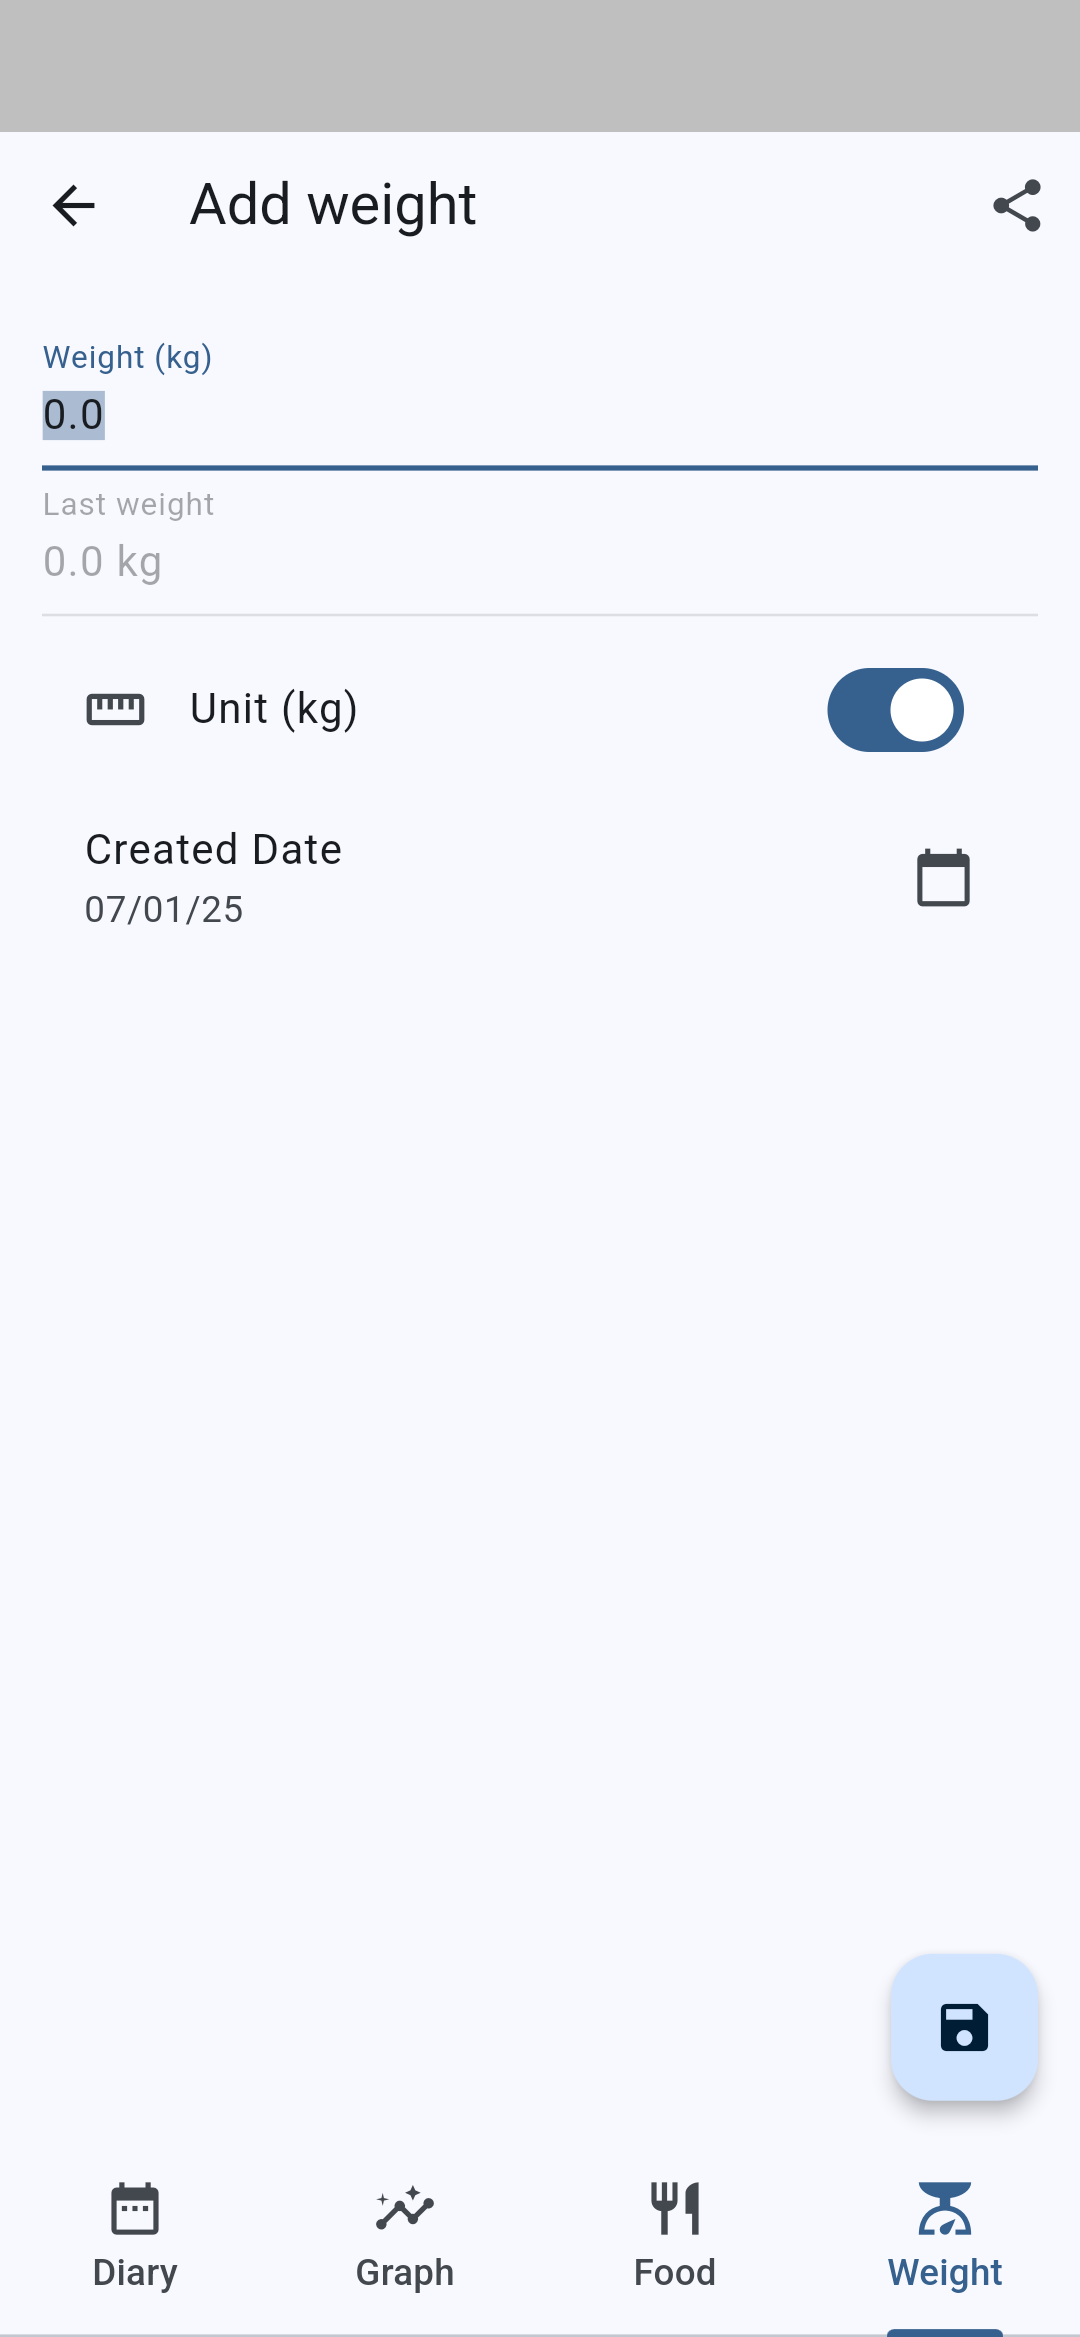 Add weight
Weight (kg)
0.0
Last weight
0.0 kg
Unit (kg)
Created Date
07/01/25
Diary
Graph
Food
Weight